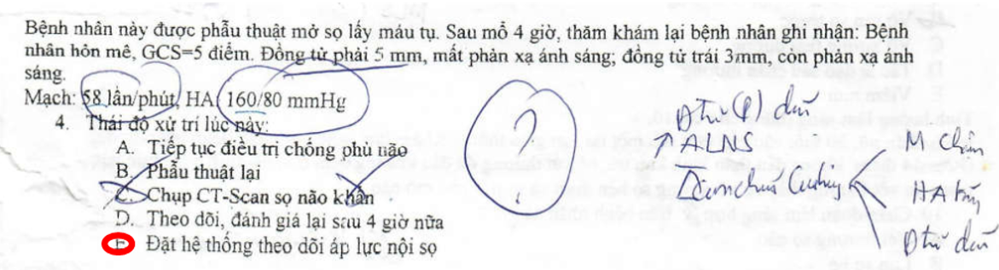 Bệnh nhân này được phẫu thuật mở sọ lấy máu tụ. Sau mổ 4 giờ, thăm khám lại bệnh nhân ghi nhận: Bệnh
nhân hôn mê, GCS=5 điểm. Đồng tử phải 5 mm, mất phản xạ ánh sáng; đồng tử trái 3mm, còn phản xạ ánh
sáng.
Mạch: 58 lần/phút, HA: 160/80 mmHg
4. Thái độ xử trí lúc này:
A. Tiếp tục điều trị chống phù não
B. Phẫu thuật lại
C. Chụp CT-Scan sọ não khẩn
D. Theo dõi, đánh giá lại sau 4 giờ nữa
E Đặt hệ thống theo dõi áp lực nội sọ
?
Đtử (P) dãn
↗ ALNS
M chậm
HA tăng
Đtử dãn